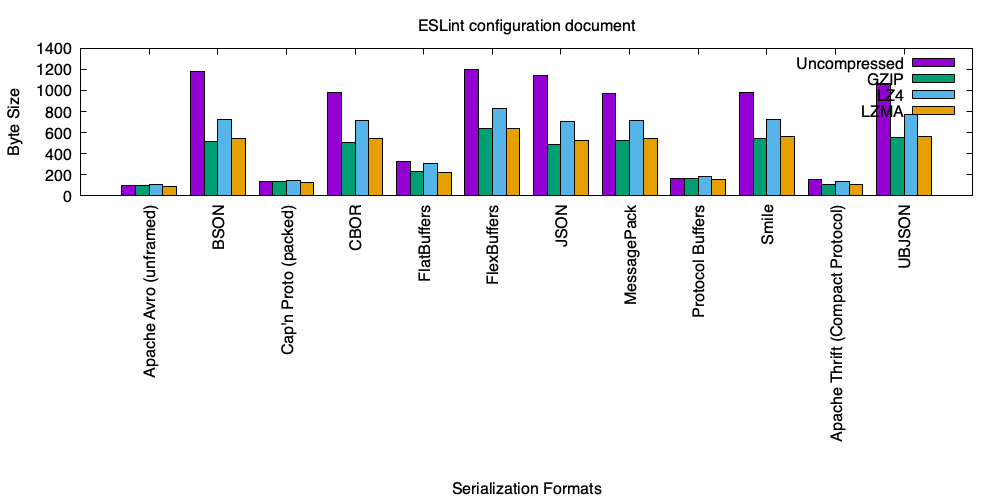 ESLint configuration document
Byte Size
1400
1200
1000
800
600
400
200
0
Uncompressed
GZIP
LZ4
LZMA
Apache Avro (unframed)
BSON
Cap'n Proto (packed)
CBOR
FlatBuffers
FlexBuffers
JSON
MessagePack
Protocol Buffers
Smile
Apache Thrift (Compact Protocol)
UBJSON
Serialization Formats